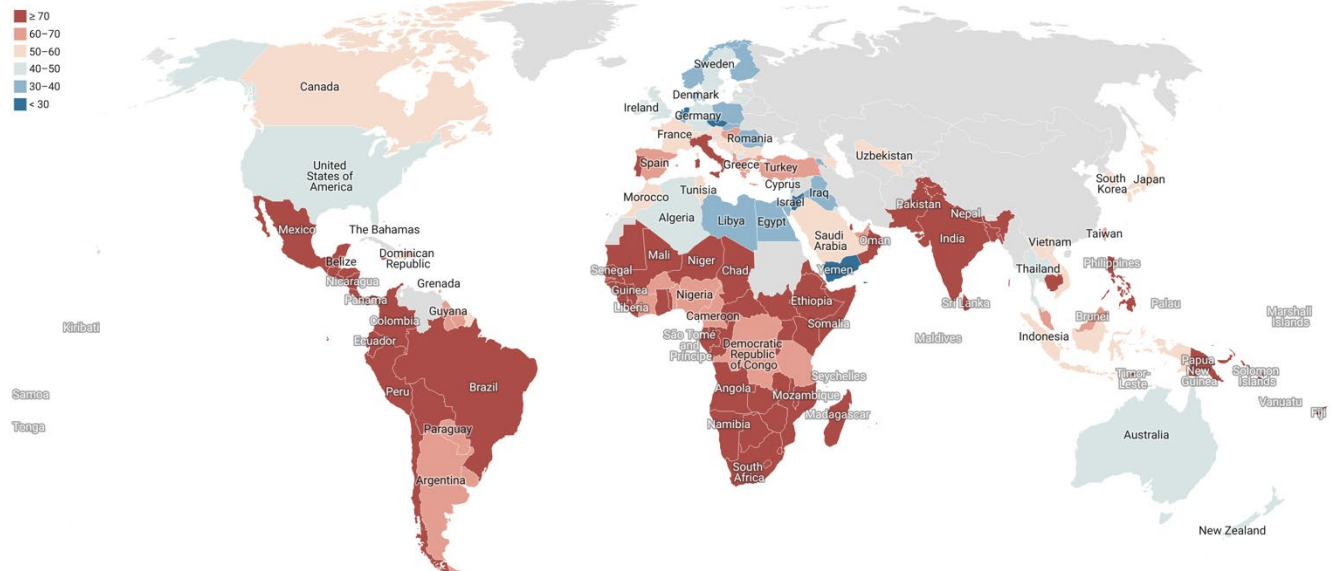 ≥ 70
60–70
50–60
40–50
30–40
< 30
Canada
United
States of
America
Mexico
The Bahamas
Belize
Dominican
Republic
Nicaragua
Grenada
Panama
Guyana
Colombia
Ecuador
Peru
Brazil
Paraguay
Argentina
Kiribati
Samoa
Tonga
Sweden
Denmark
Ireland
Germany
France
Romania
Spain
Greece
Turkey
Cyprus
Morocco
Tunisia
Israel
Iraq
Algeria
Libya
Egypt
Saudi
Arabia
Oman
Yemen
Mali
Niger
Chad
Senegal
Guinea
Liberia
Nigeria
Cameroon
Ethiopia
Somalia
São Tomé
and
Príncipe
Democratic
Republic
of Congo
Seychelles
Angola
Mozambique
Madagascar
Namibia
South
Africa
Uzbekistan
Pakistan
Nepal
India
Sri Lanka
Maldives
South
Korea
Japan
Taiwan
Vietnam
Thailand
Philippines
Palau
Brunei
Indonesia
Marshall
Islands
Timor-
Leste
Papua
New
Guinea
Solomon
Islands
Vanuatu
Fiji
Australia
New Zealand